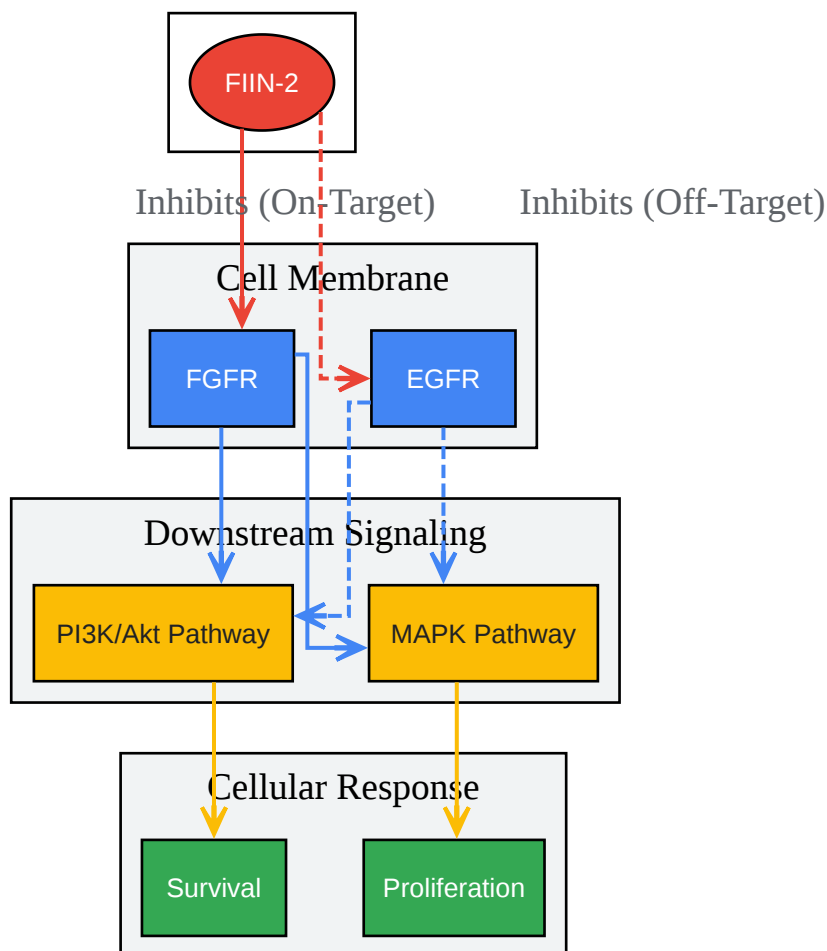 FIIN-2
Inhibits (On-Target)
Inhibits (Off-Target)
Cell Membrane
FGFR
EGFR
Downstream Signaling
PI3K/Akt Pathway
MAPK Pathway
Cellular Response
Survival
Proliferation